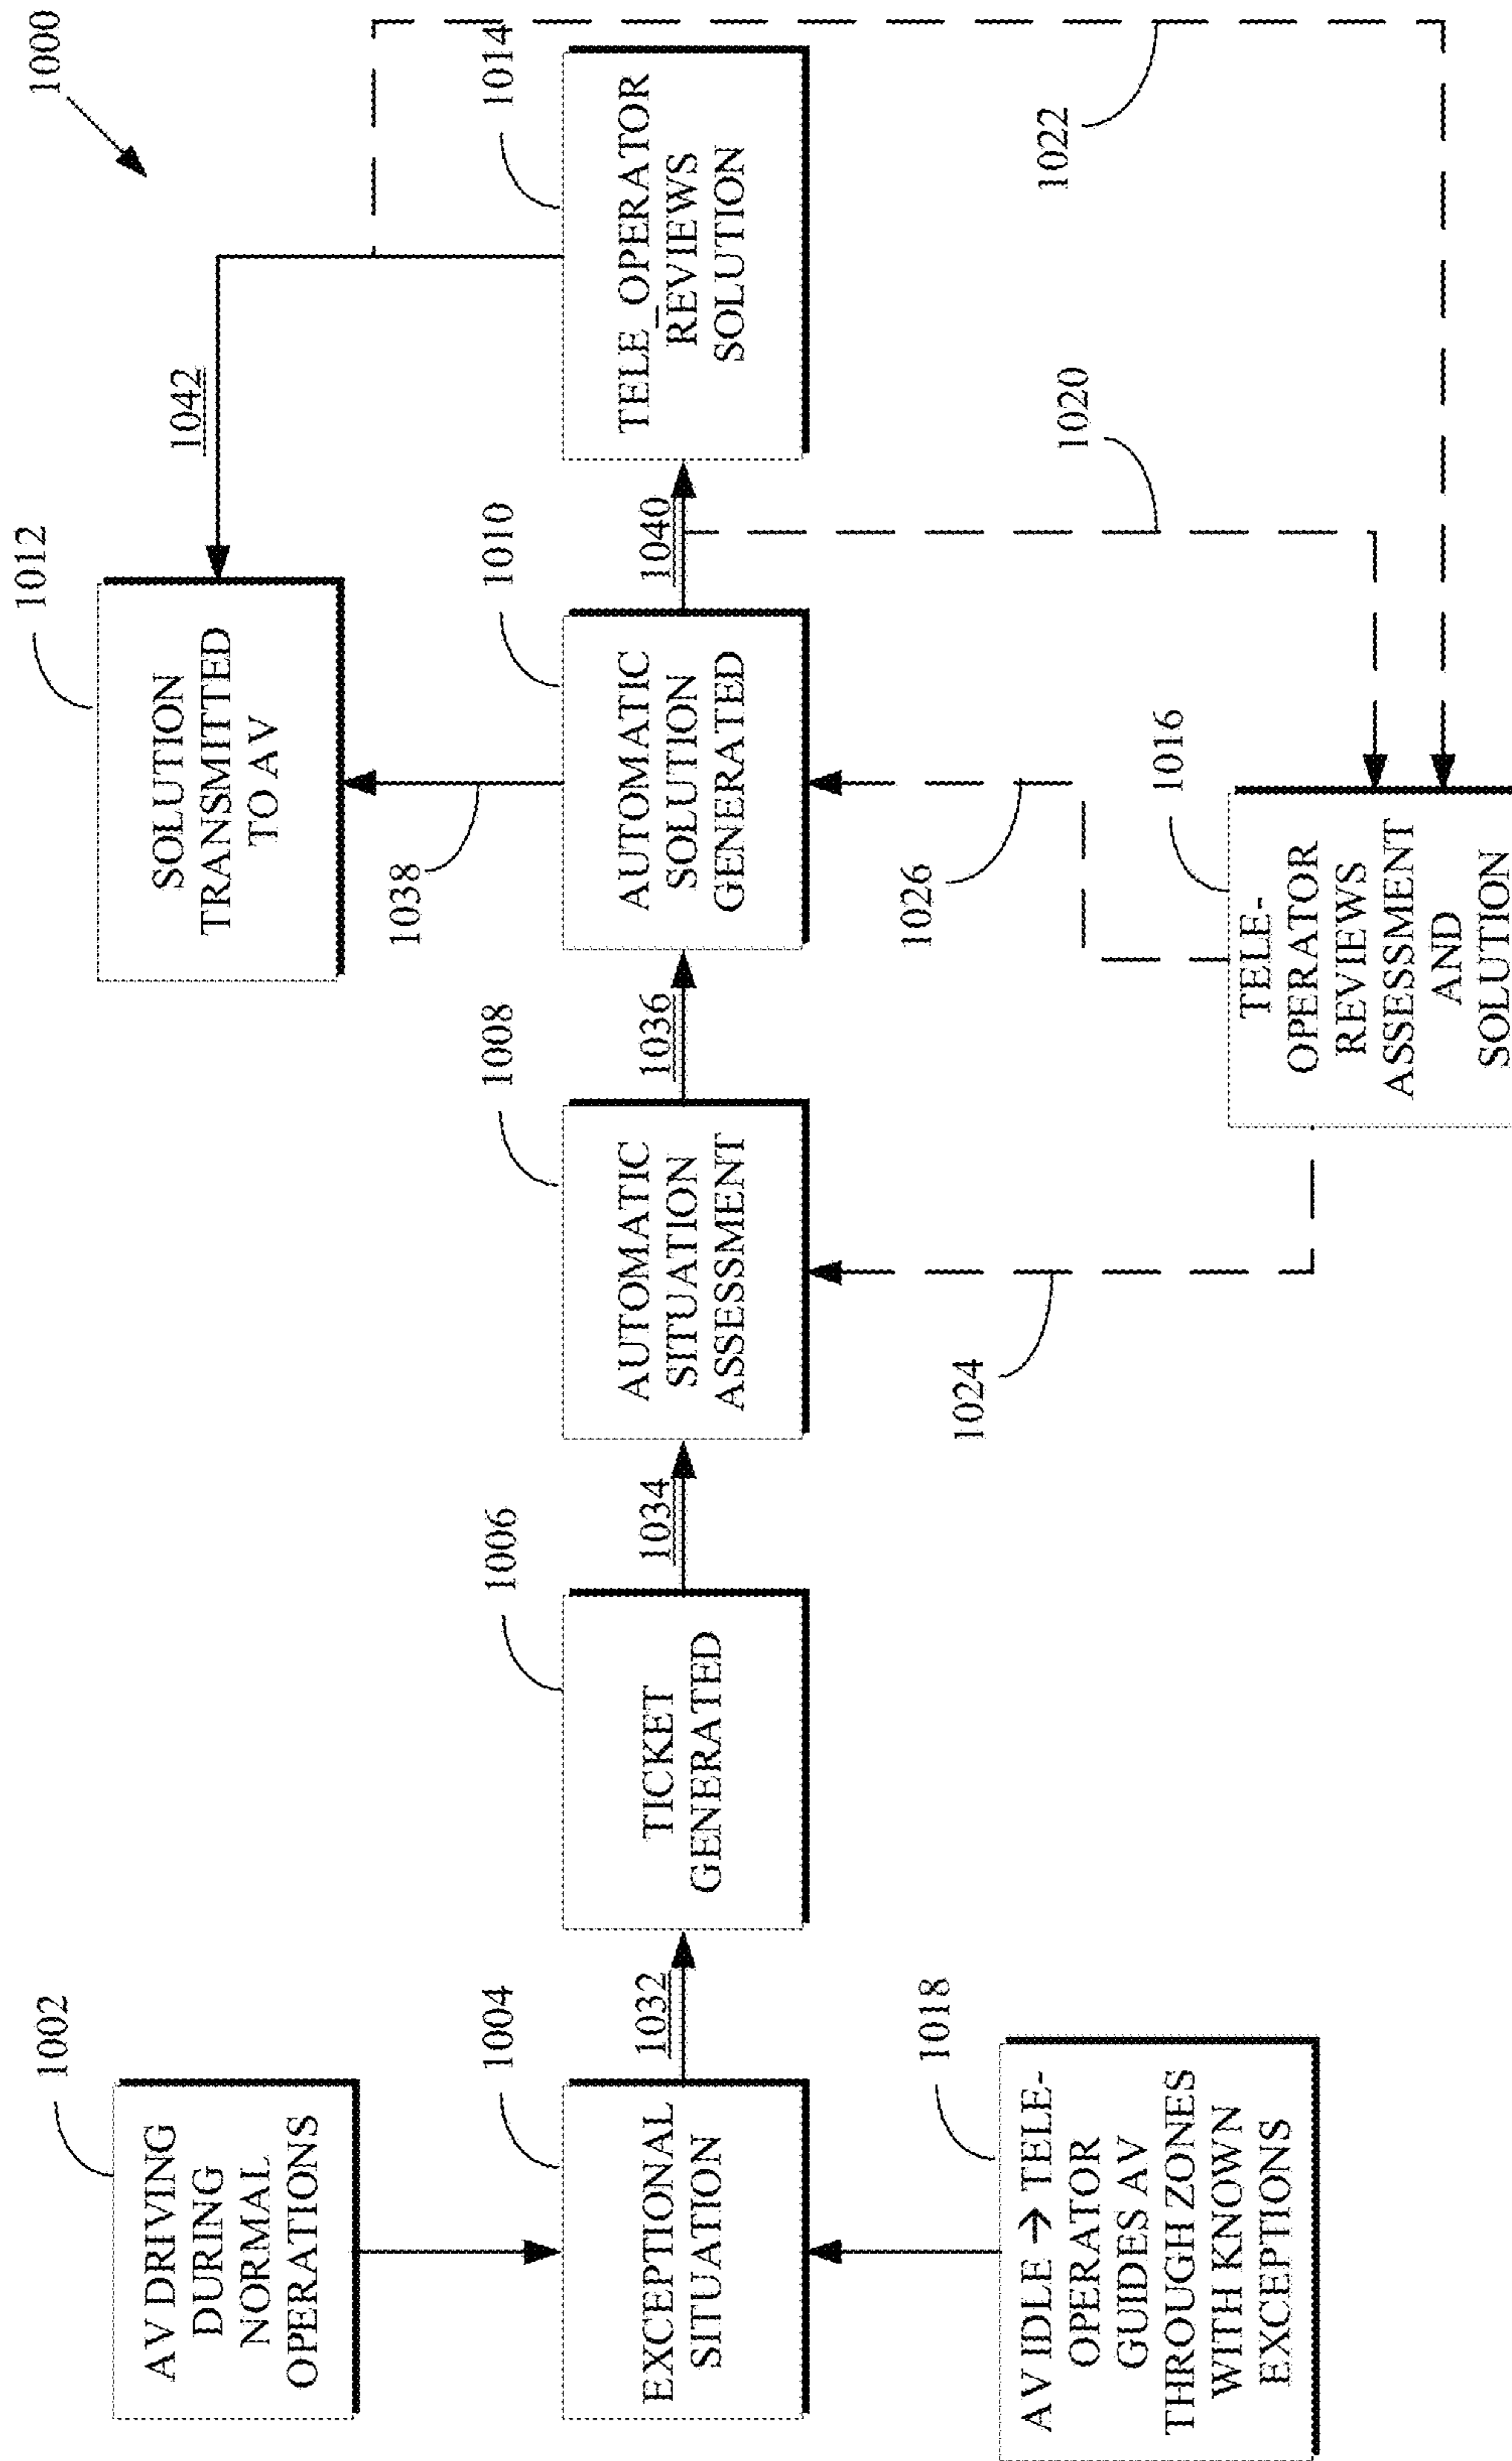 1000
1002
AV DRIVING
DURING
NORMAL
OPERATIONS
1004
EXCEPTIONAL
SITUATION
1018
AV IDLE → TELE-
OPERATOR
GUIDES AV
THROUGH ZONES
WITH KNOWN
EXCEPTIONS
1032
1006
TICKET
GENERATED
1034
1008
AUTOMATIC
SITUATION
ASSESSMENT
1036
1010
AUTOMATIC
SOLUTION
GENERATED
1038
1012
SOLUTION
TRANSMITTED
TO AV
1040
1014
TELE_OPERATOR
REVIEWS
SOLUTION
1042
1016
TELE-
OPERATOR
REVIEWS
ASSESSMENT
AND
SOLUTION
1024
1026
1020
1022